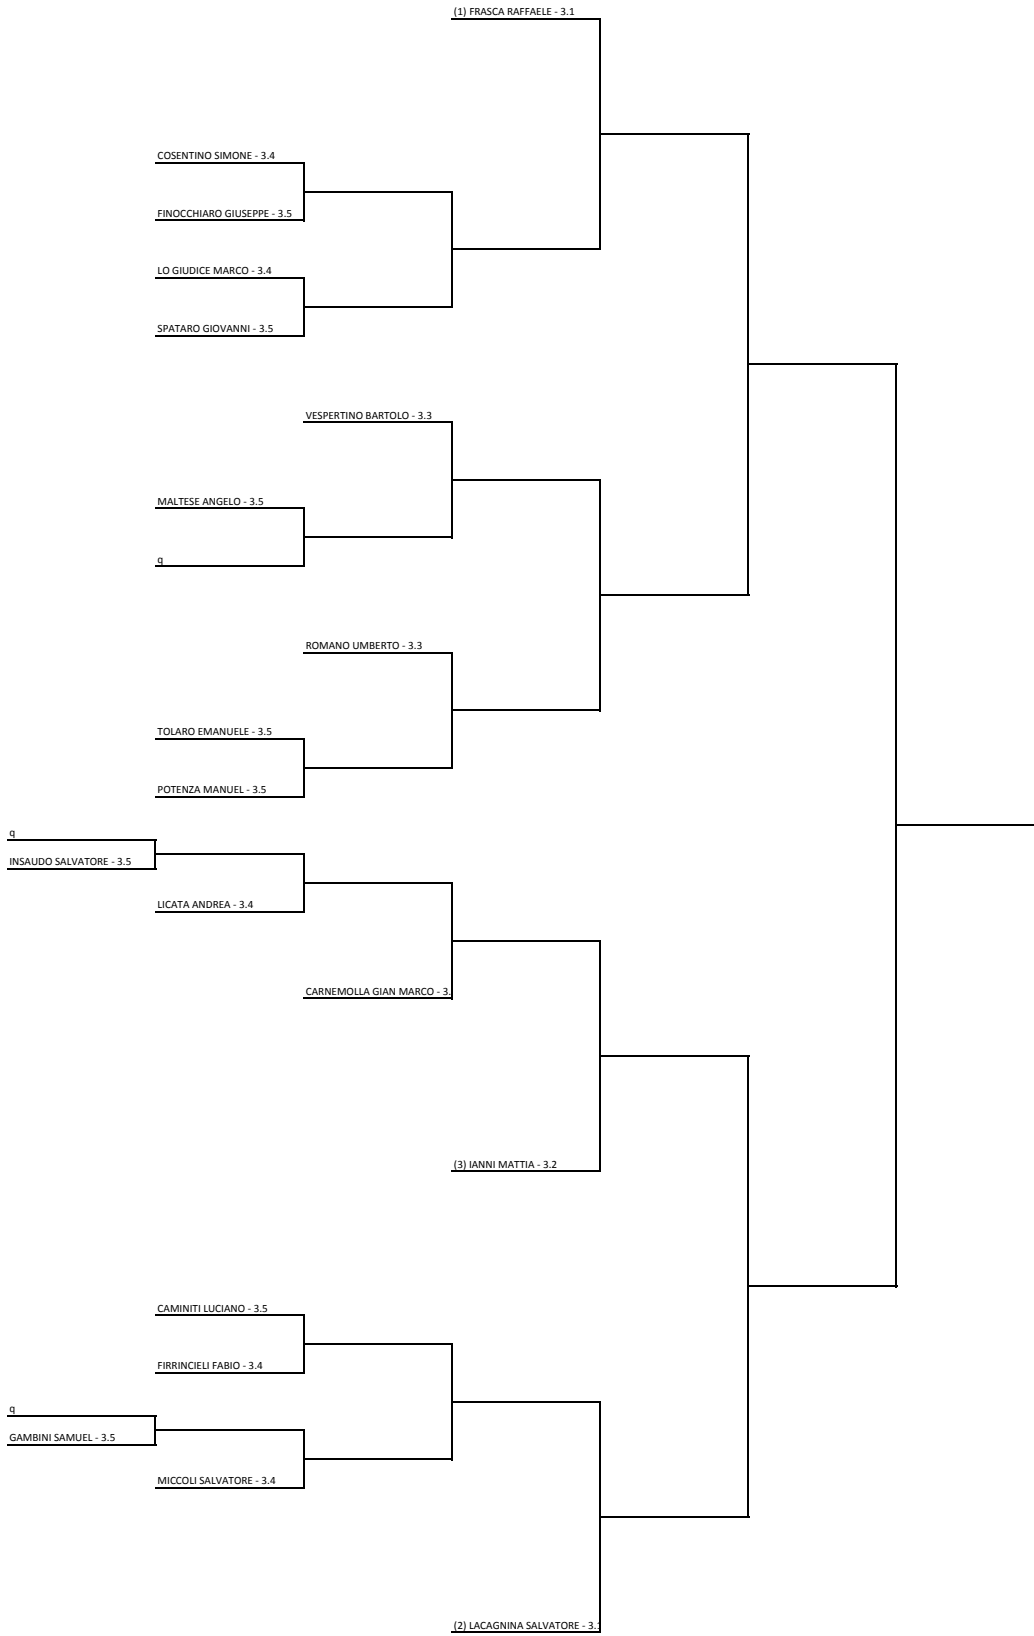 (1) FRASCA RAFFAELE - 3.1
COSENTINO SIMONE - 3.4
FINOCCHIARO GIUSEPPE - 3.5
LO GIUDICE MARCO - 3.4
SPATARO GIOVANNI - 3.5
VESPERTINO BARTOLO - 3.3
MALTESE ANGELO - 3.5
q
ROMANO UMBERTO - 3.3
TOLARO EMANUELE - 3.5
POTENZA MANUEL - 3.5
q
INSAUDO SALVATORE - 3.5
LICATA ANDREA - 3.4
CARNEMOLLA GIAN MARCO - 3.
(3) IANNI MATTIA - 3.2
CAMINITI LUCIANO - 3.5
FIRRINCIELI FABIO - 3.4
q
GAMBINI SAMUEL - 3.5
MICCOLI SALVATORE - 3.4
(2) LACAGNINA SALVATORE - 3.1